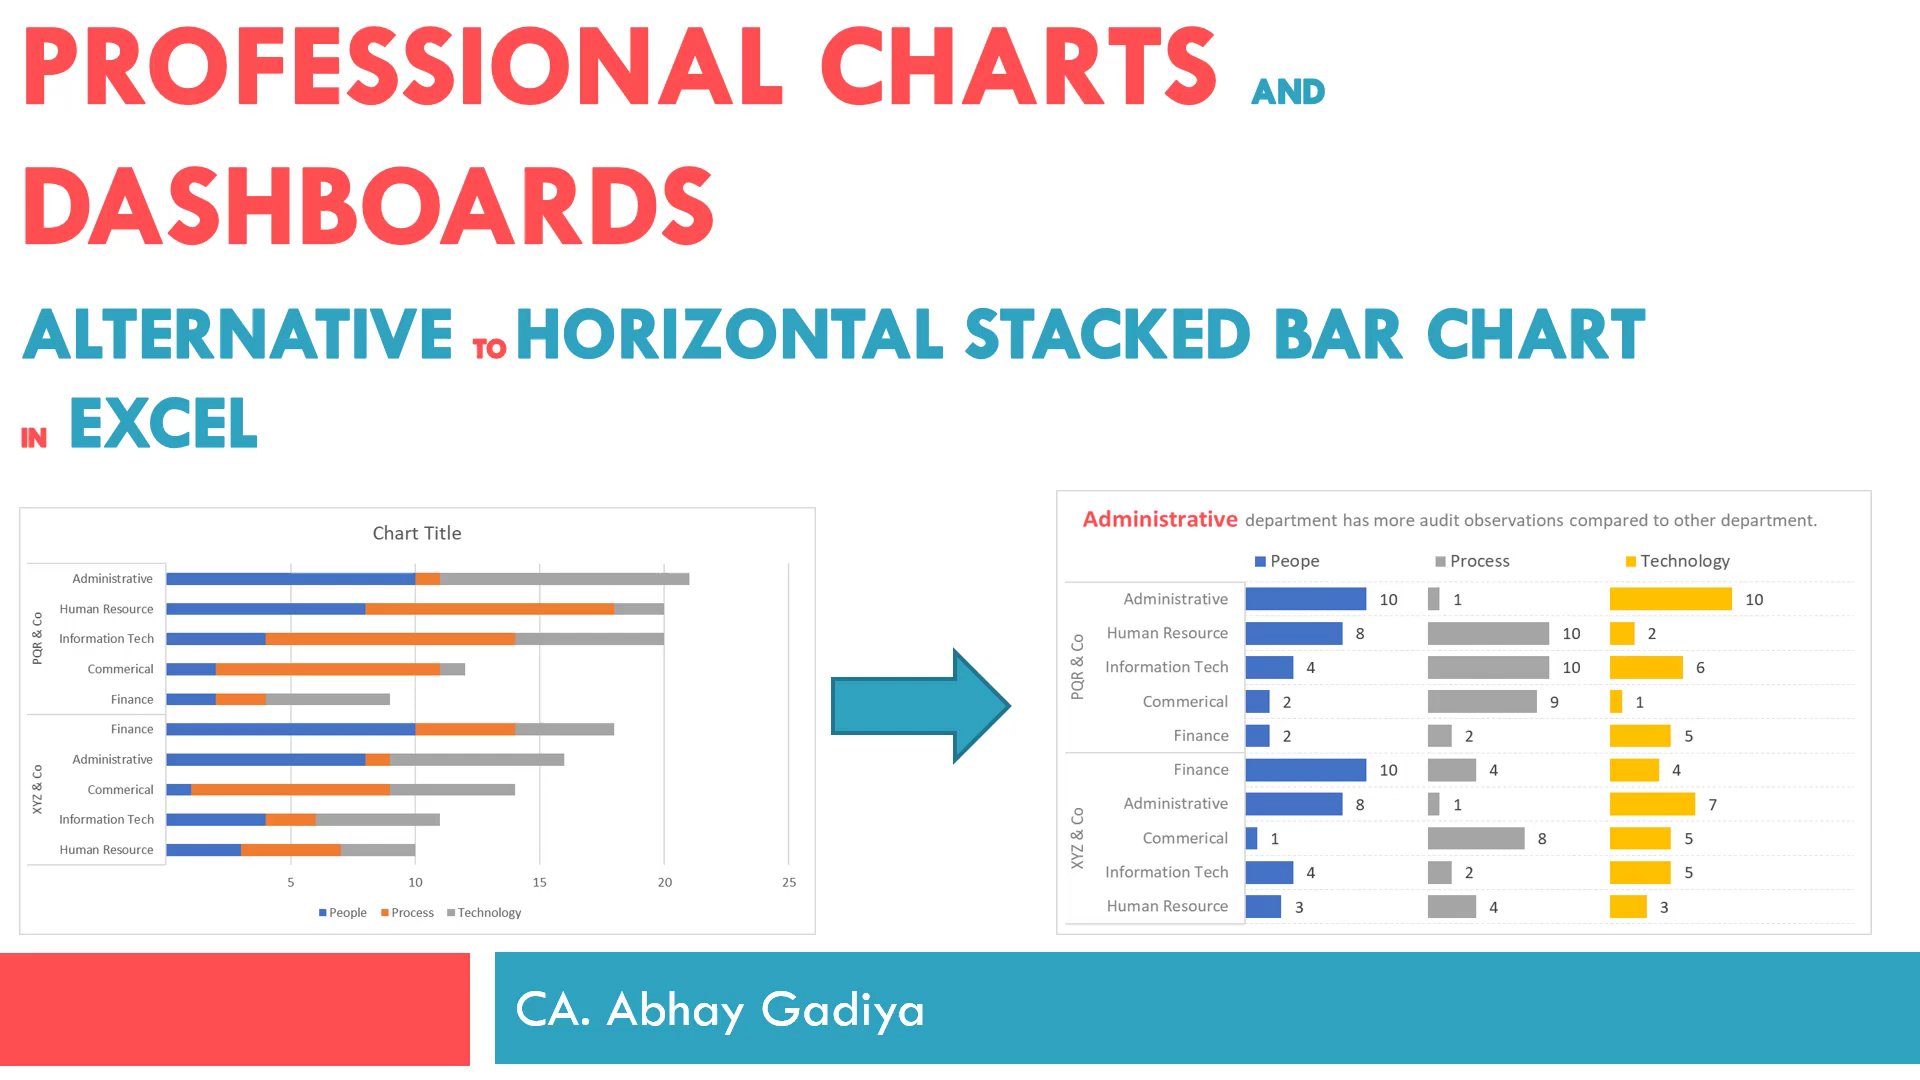 PROFESSIONAL CHARTS AND
DASHBOARDS
ALTERNATIVE TO HORIZONTAL STACKED BAR CHART
IN EXCEL
Chart Title
PQR & Co
Administrative
Human Resource
Information Tech
Commerical
Finance
XYZ & Co
Finance
Administrative
Commerical
Information Tech
Human Resource
5 10 15 20 25
People Process Technology
Administrative department has more audit observations compared to other department.
Peope Process Technology
PQR & Co
Administrative 10 1 10
Human Resource 8 10 2
Information Tech 4 10 6
Commerical 2 9 1
Finance 2 2 5
XYZ & Co
Finance 10 4 4
Administrative 8 1 7
Commerical 1 8 5
Information Tech 4 2 5
Human Resource 3 4 3
CA. Abhay Gadiya